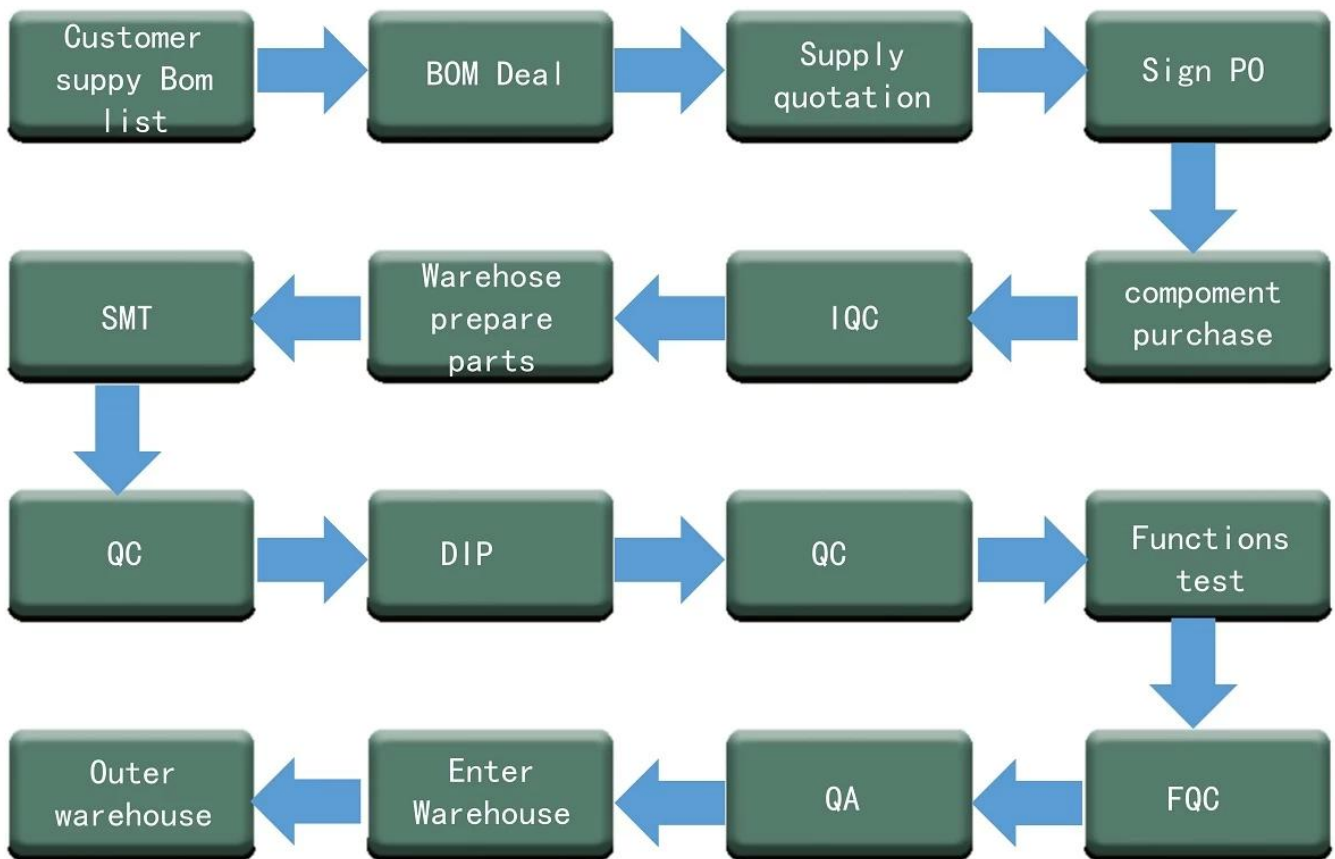 Customer
suppy Bom
list
BOM Deal
Supply
quotation
Sign PO
compoment
purchase
IQC
Warehose
prepare
parts
SMT
QC
DIP
QC
Functions
test
FQC
QA
Enter
Warehouse
Outer
warehouse